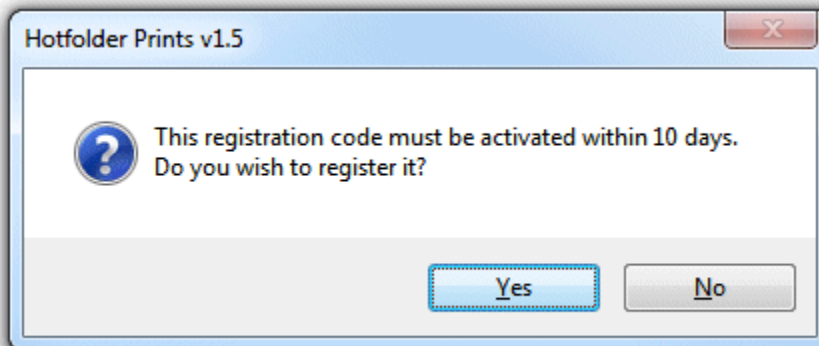 Hotfolder Prints v1.5
This registration code must be activated within 10 days.
Do you wish to register it?
Yes
No